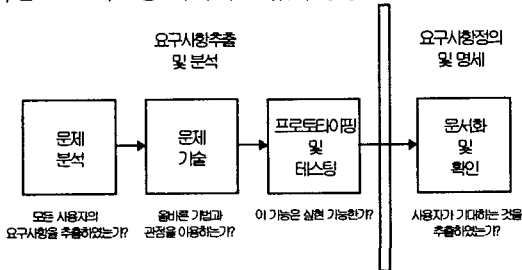 요구사항추출
및 분석
요구사항정의
및 명세
문제
분석
문제
기술
프로토타이핑
및
테스팅
문서화
및
확인
모든 사용자의
요구사항을 추출하였는가?
올바른 기법과
관점을 이용하는가?
이 기능은 실현 가능한가?
사용자가 기대하는 것을
추출하였는가?